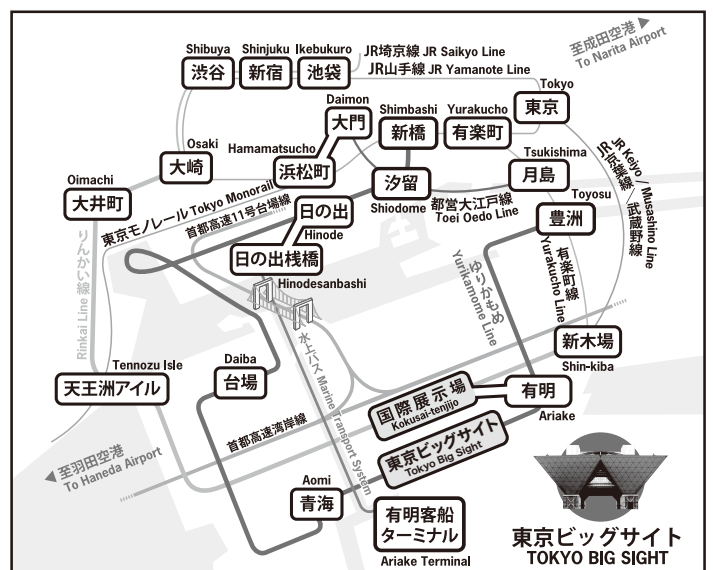 至成田空港
To Narita Airport
Shibuya
渋谷
Shinjuku
新宿
Ikebukuro
池袋
JR埼京線 JR Saikyo Line
JR山手線 JR Yamanote Line
Tokyo
東京
Daimon
大門
Shimbashi
新橋
Yurakucho
有楽町
Osaki
大崎
Hamamatsucho
浜松町
Tsukishima
月島
JR京葉線/武蔵野線
JR Keiyo / Musashino Line
Oimachi
大井町
東京モノレール Tokyo Monorail
首都高速11号台場線
汐留
Shiodome
都営大江戸線
Toei Oedo Line
Toyosu
豊洲
日の出
Hinode
日の出桟橋
Hinodesanbashi
りんかい線
Rinkai Line
ゆりかもめ
Yurikamome Line
有楽町線
Yurakucho Line
新木場
Shin-kiba
水上バス Marine Transport System
Tennozu Isle
天王洲アイル
Daiba
台場
国際展示場
Kokusai-tenjijo
有明
Ariake
首都高速湾岸線
東京ビッグサイト
Tokyo Big Sight
至羽田空港
To Haneda Airport
Aomi
青海
有明客船
ターミナル
Ariake Terminal
東京ビッグサイト
TOKYO BIG SIGHT